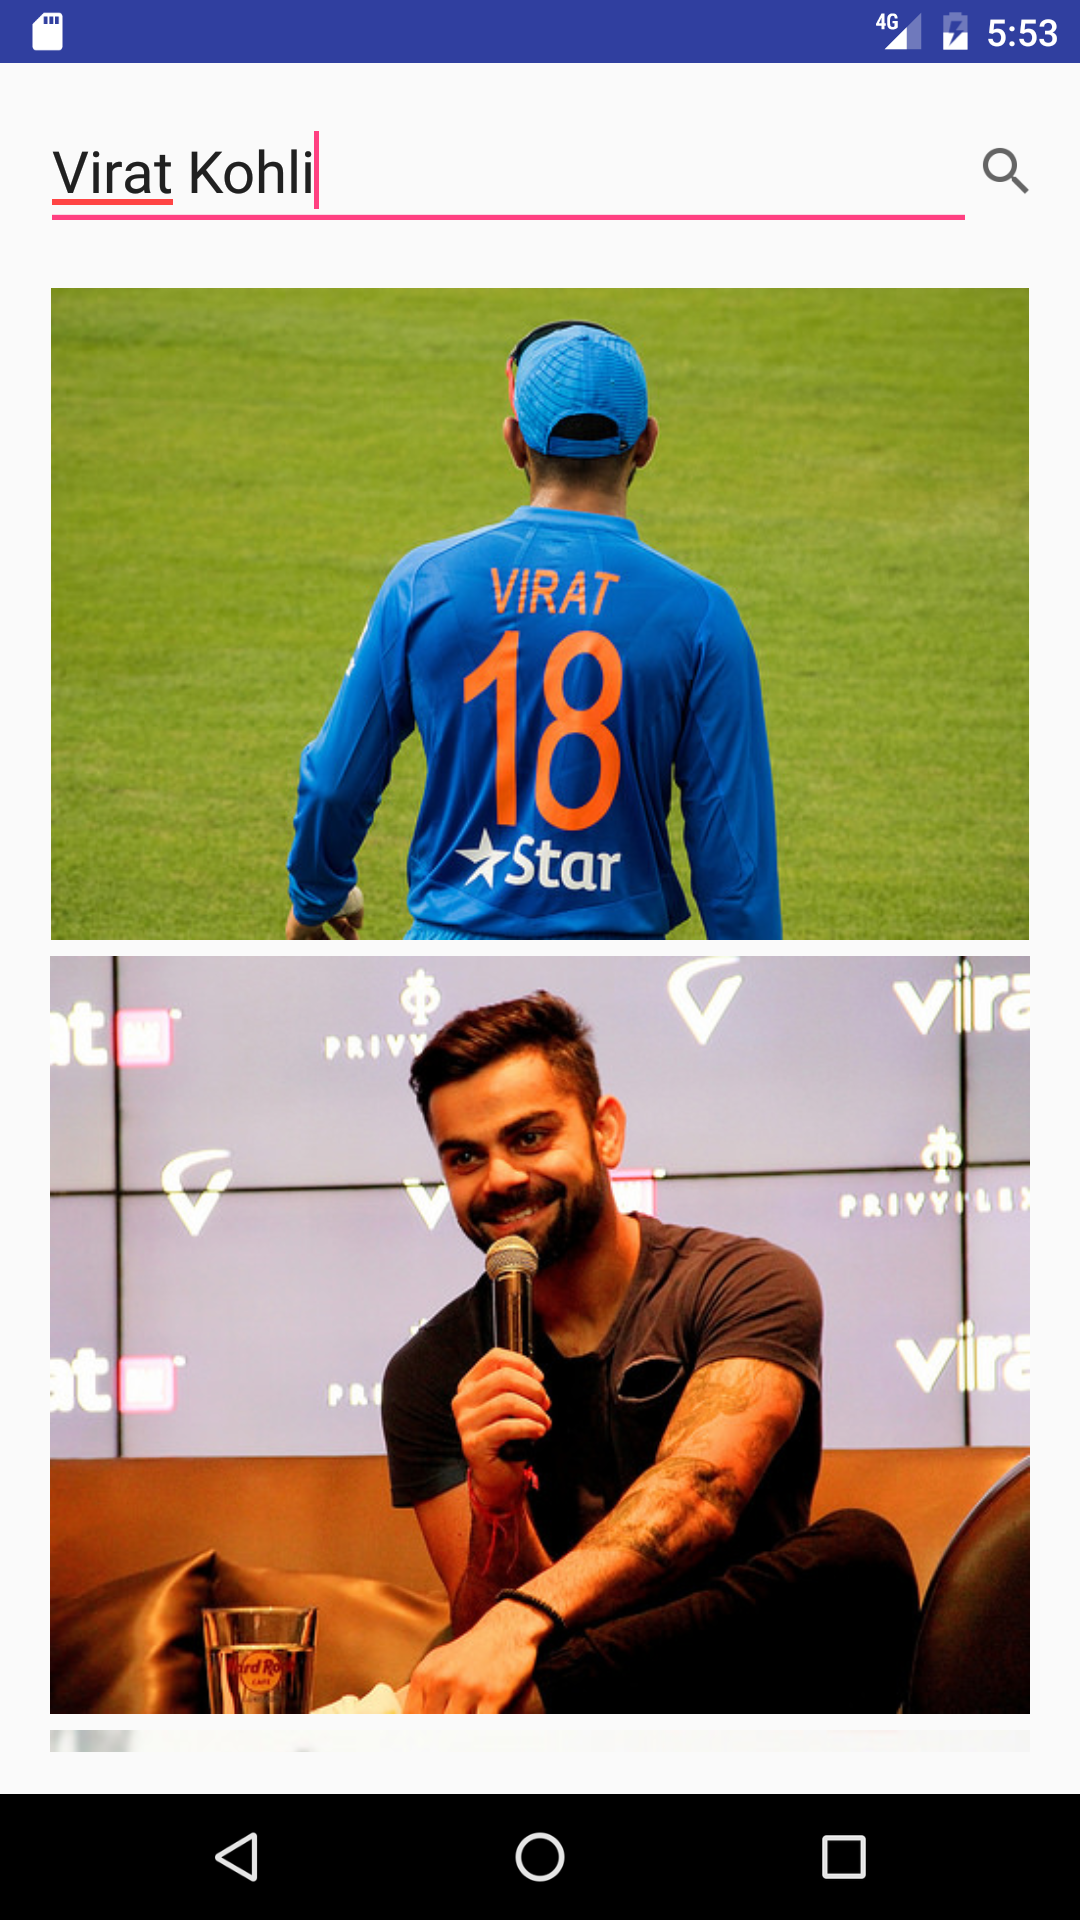 4G 5:53
Virat Kohli
VIRAT
18
Star
PRIVY
vira
at
PRIVYPLEX
at
PR
vira
Hard Rock
CAFE